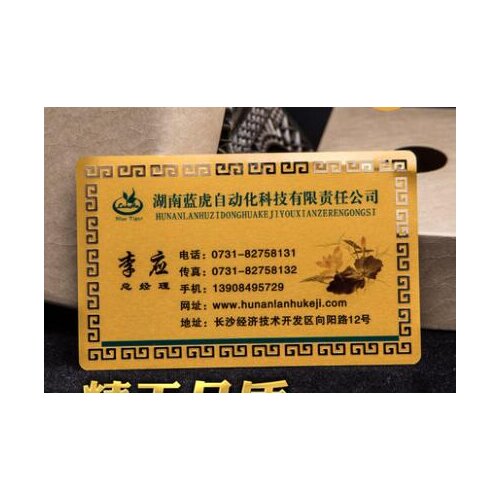 湖南蓝虎自动化科技有限责任公司
HUNANLANHUZIDONGHUAKEJIYOUXIANZERENGONGSI
Blue Tiger
李应
总经理
电话：0731-82758131
传真：0731-82758132
手机：13908495729
网址：www.hunanlanhukeji.com
地址：长沙经济技术开发区向阳路12号